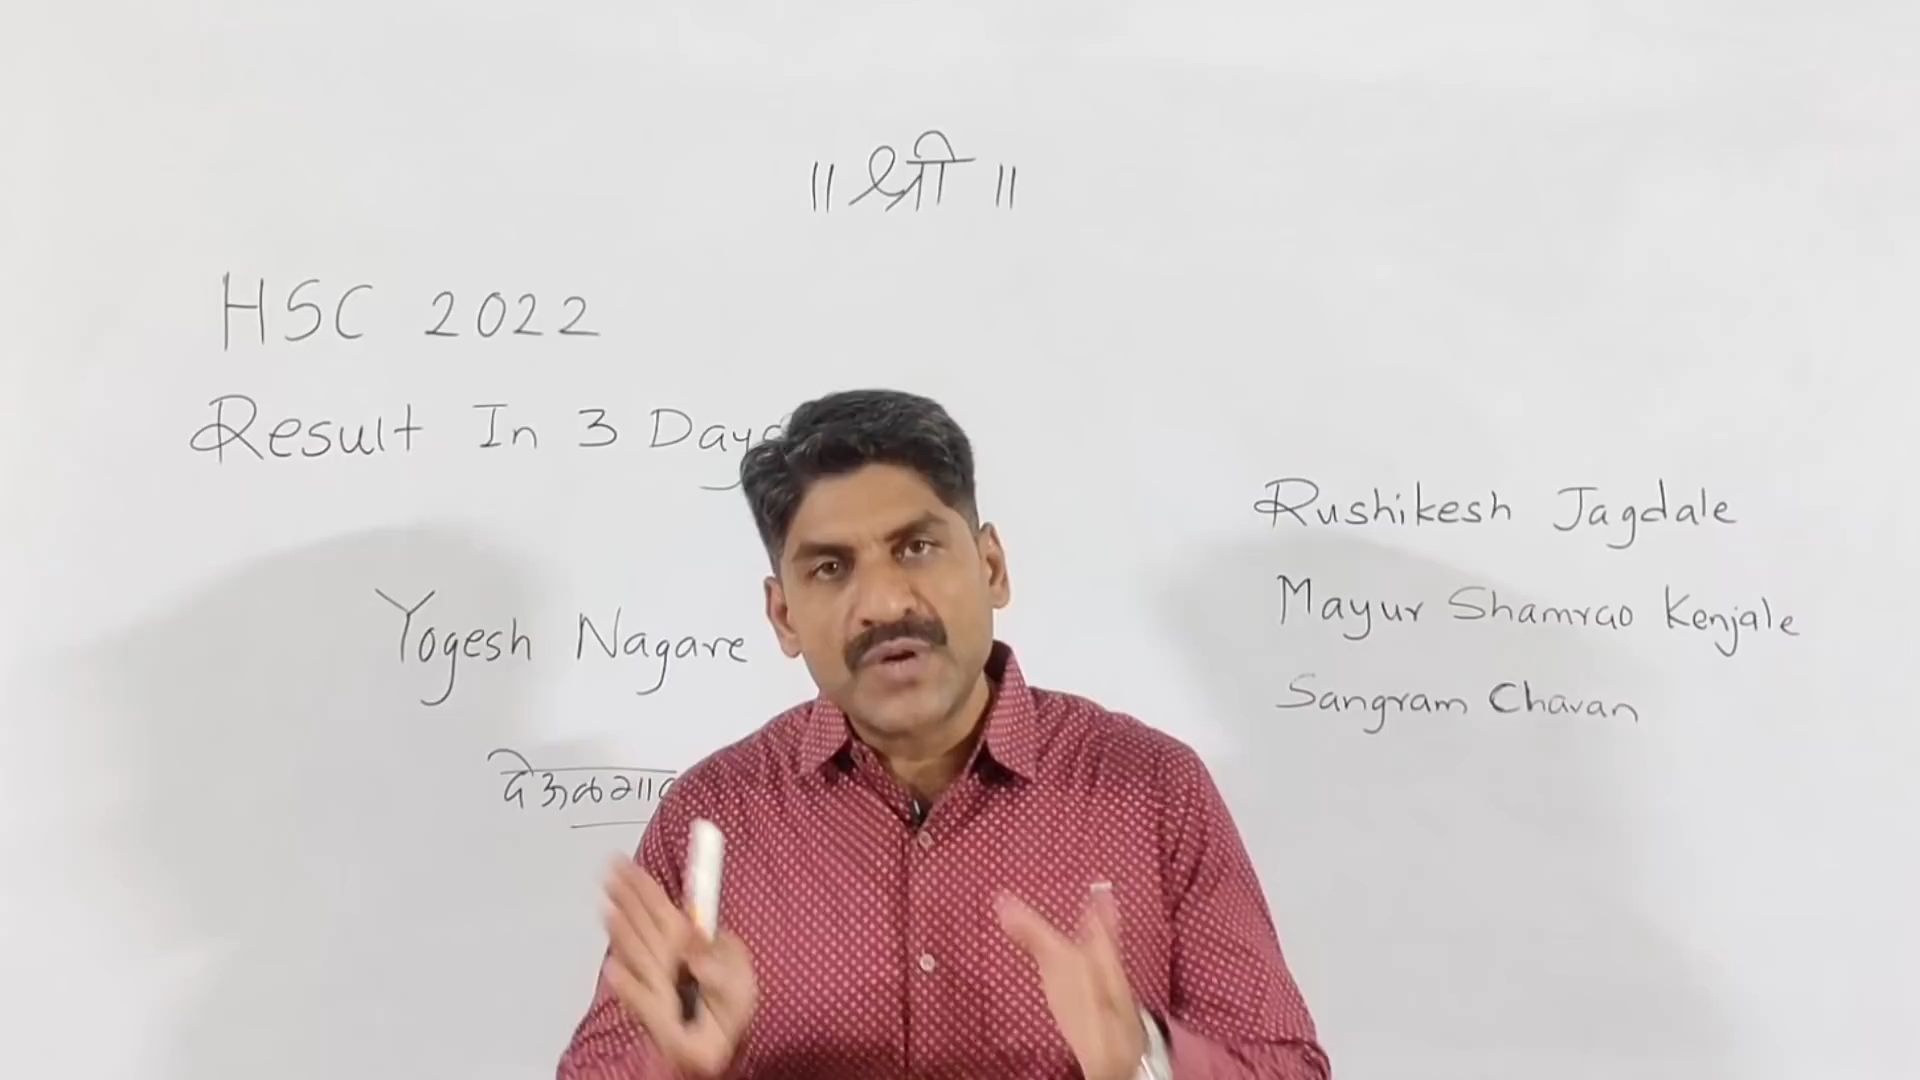 ॥ श्री ॥
HSC 2022
Result In 3 Days
Yogesh Nagare
Rushikesh Jagdale
Mayur Shamrao Kenjale
Sangram Chavan